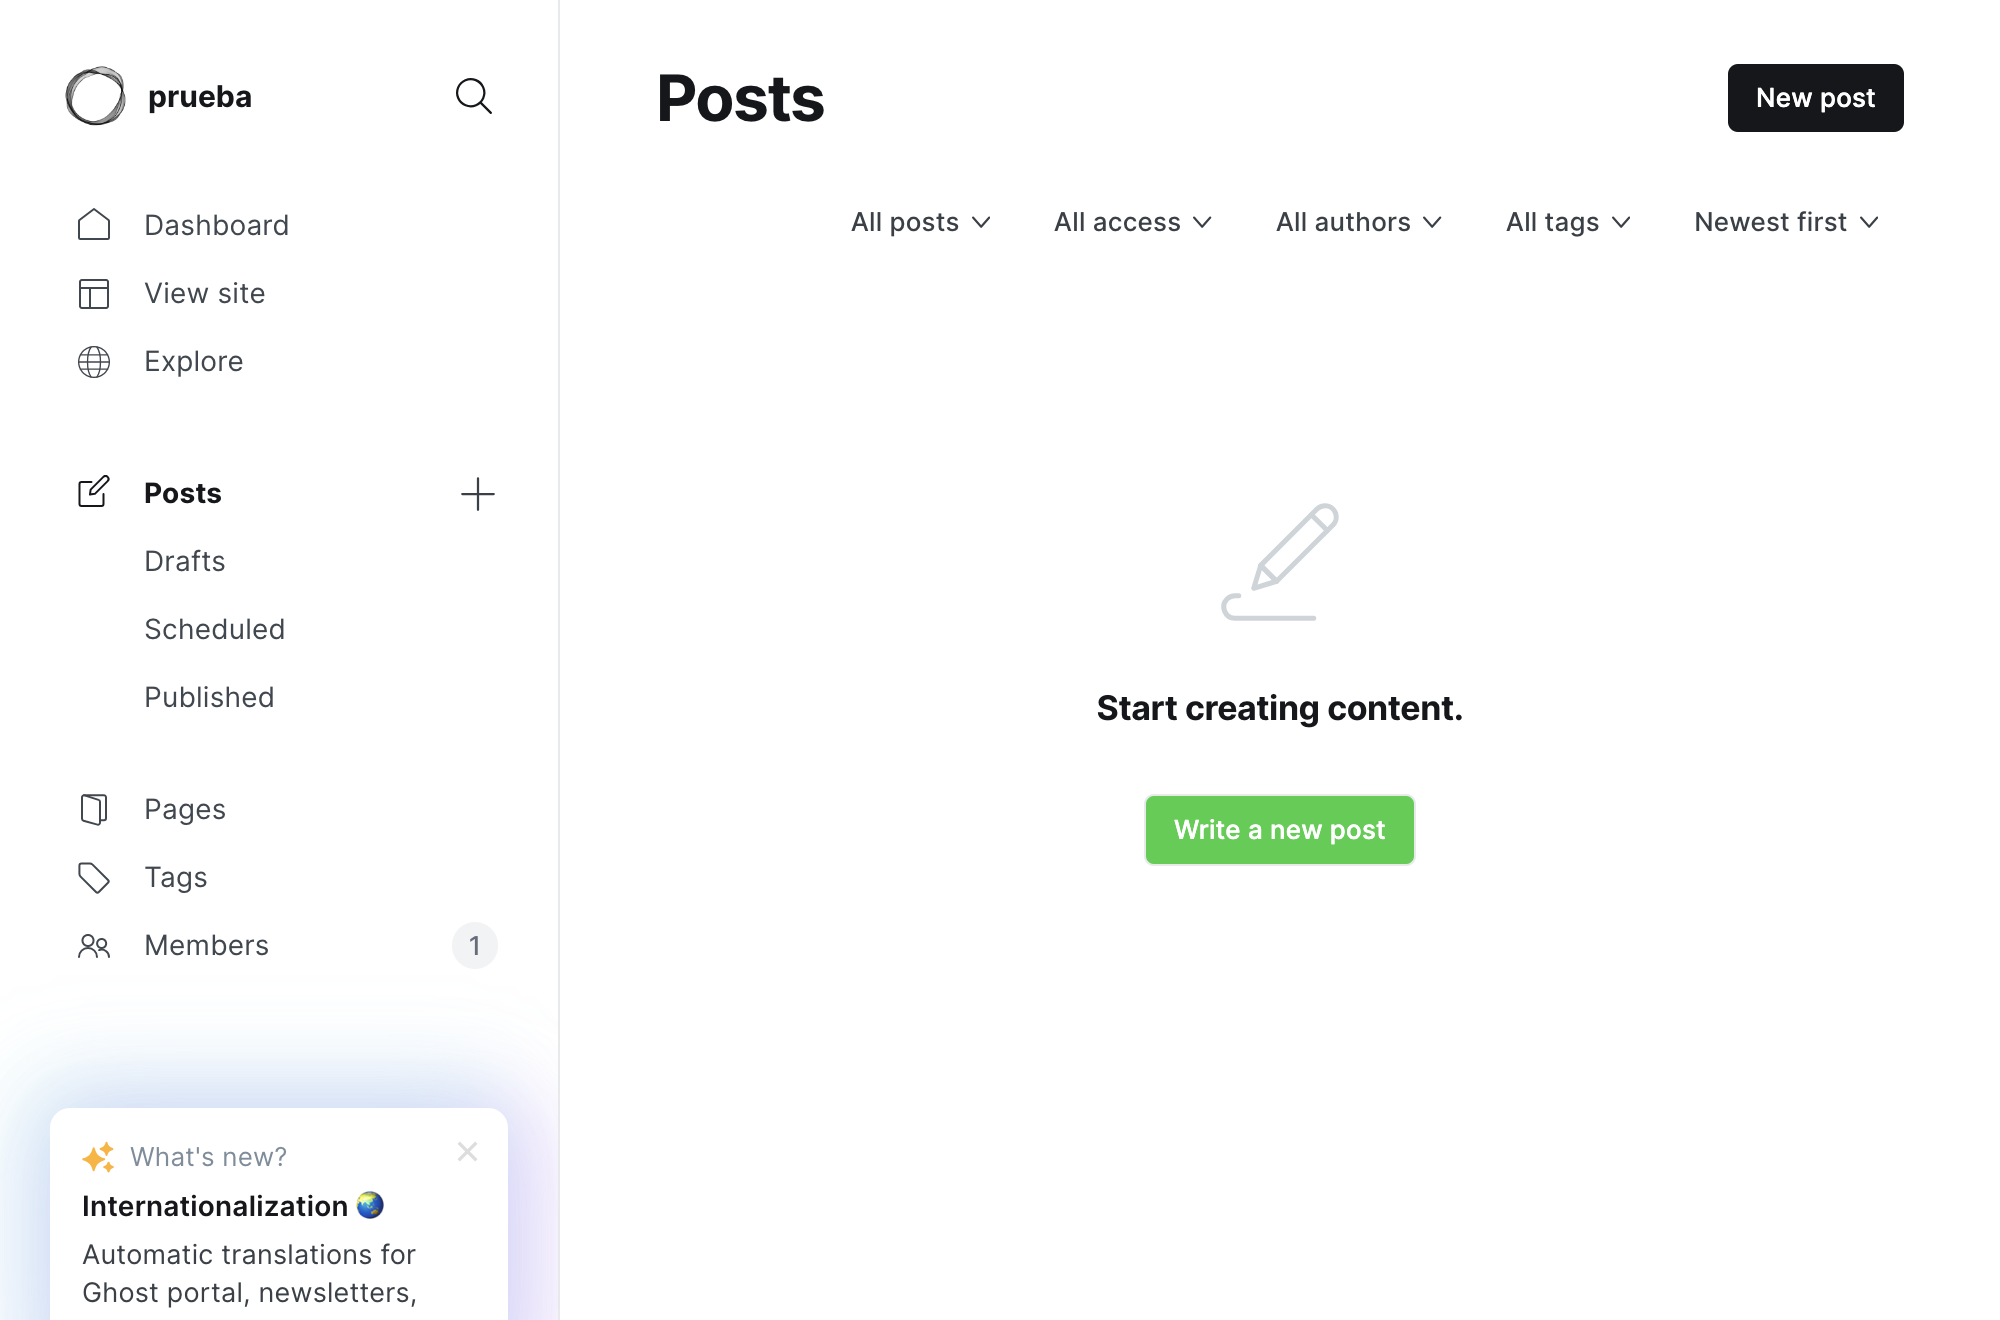 prueba
Dashboard
View site
Explore
Posts
Drafts
Scheduled
Published
Pages
Tags
Members 1
What's new?
Internationalization 🌏
Automatic translations for
Ghost portal, newsletters,
Posts
New post
All posts All access All authors All tags Newest first
Start creating content.
Write a new post